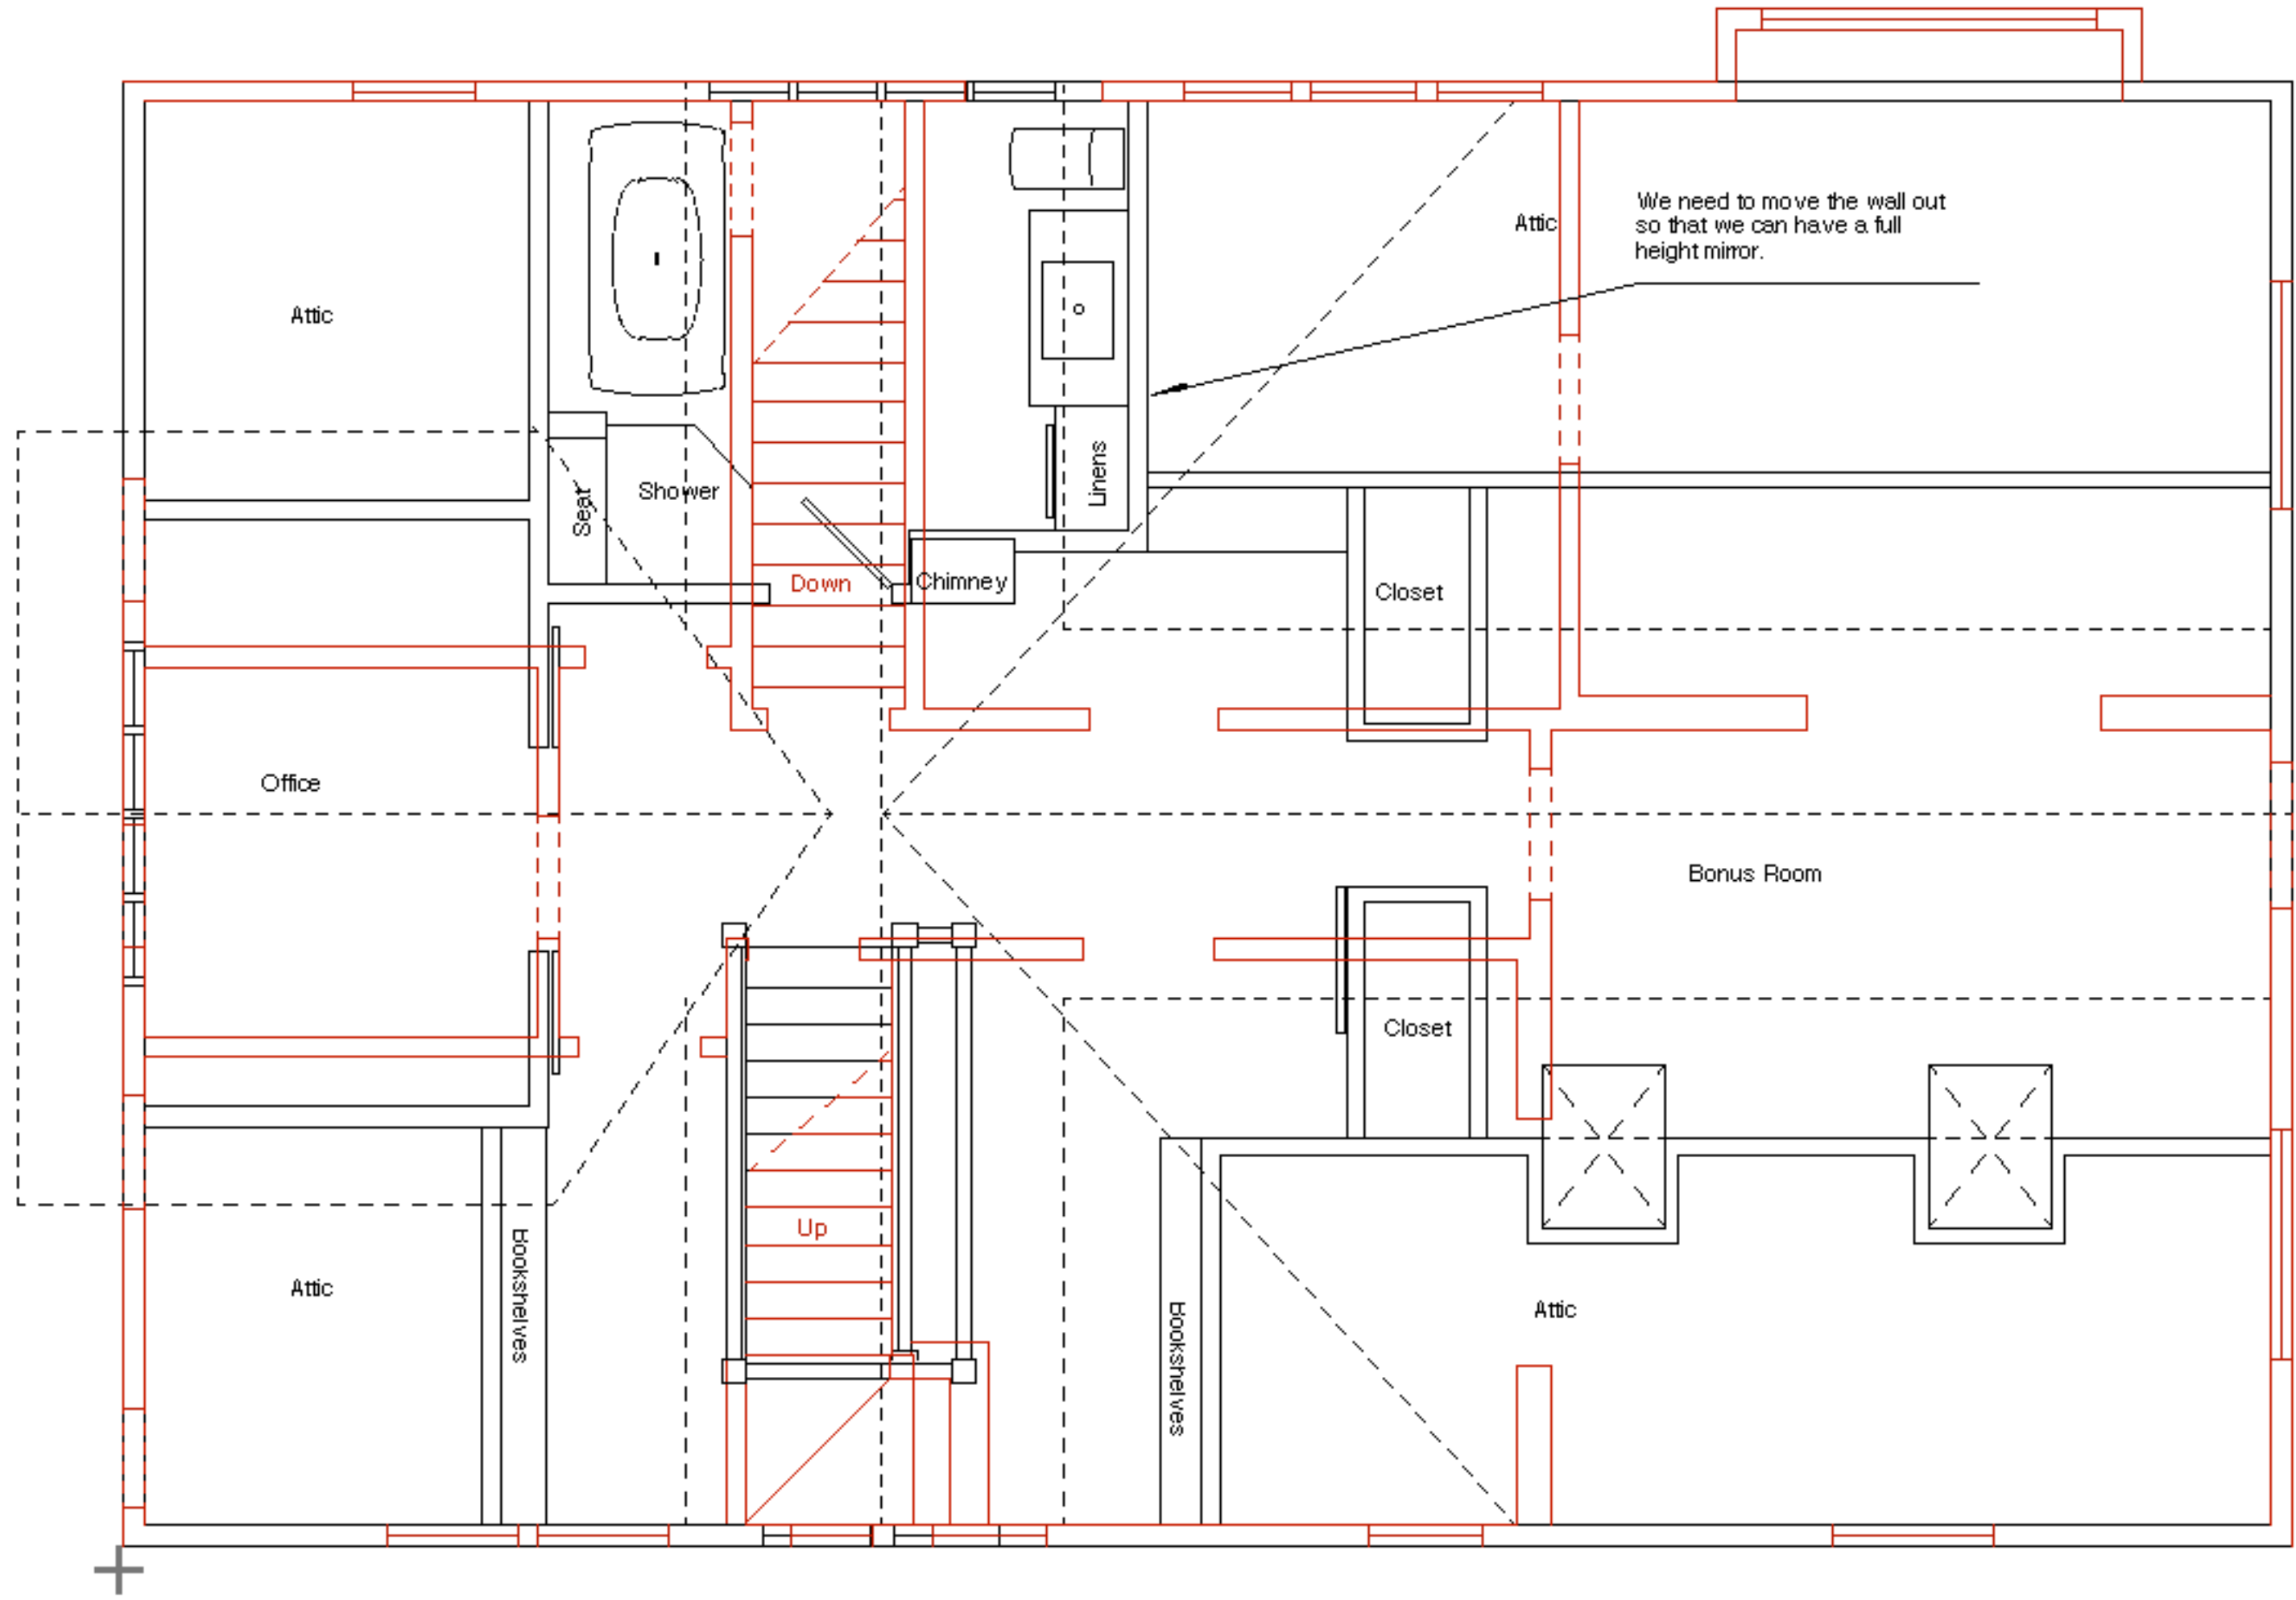 We need to move the wall out
so that we can have a full
height mirror.
Attic
Attic
Linens
Seat
Shower
Down
Chimney
Closet
Office
Bonus Room
Closet
Up
Attic
Bookshelves
Bookshelves
Attic